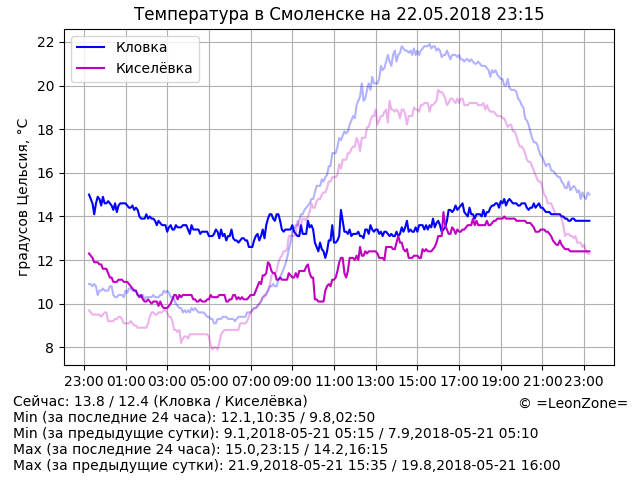 Температура в Смоленске на 22.05.2018 23:15
Кловка
Киселёвка
градусов Цельсия, °C
22
20
18
16
14
12
10
8
23:00 01:00 03:00 05:00 07:00 09:00 11:00 13:00 15:00 17:00 19:00 21:00 23:00
Сейчас: 13.8 / 12.4 (Кловка / Киселёвка)
© =LeonZone=
Min (за последние 24 часа): 12.1,10:35 / 9.8,02:50
Min (за предыдущие сутки): 9.1,2018-05-21 05:15 / 7.9,2018-05-21 05:10
Max (за последние 24 часа): 15.0,23:15 / 14.2,16:15
Max (за предыдущие сутки): 21.9,2018-05-21 15:35 / 19.8,2018-05-21 16:00